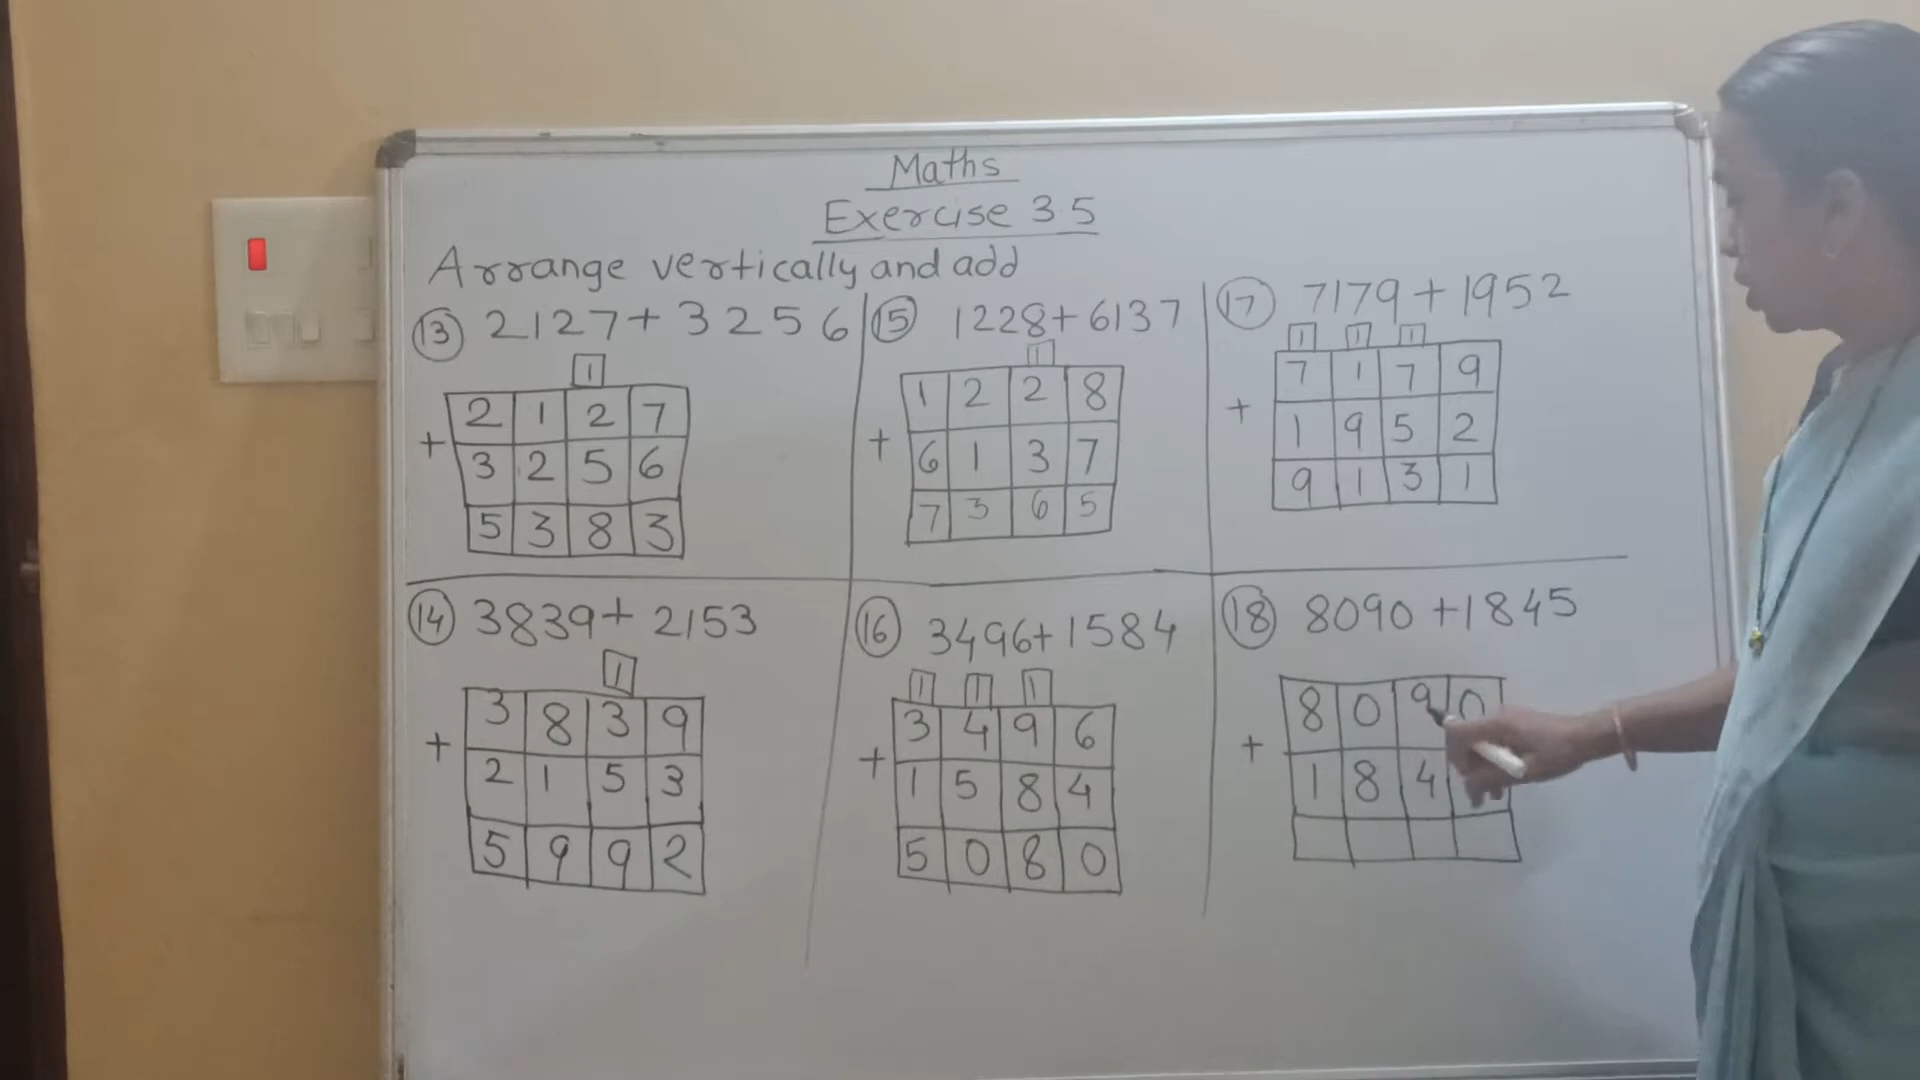 Maths
Exercise 3.5
Arrange vertically and add
13 2127+ 3256
1
2 1 2 7
+
3 2 5 6
5 3 8 3
15 1228+6137
1
1 2 2 8
+
6 1 3 7
7 3 6 5
17 7179+1952
1 1 1
7 1 7 9
+
1 9 5 2
9 1 3 1
14 3839+ 2153
1
3 8 3 9
+
2 1 5 3
5 9 9 2
16 3496+1584
1 1 1
3 4 9 6
+
1 5 8 4
5 0 8 0
18 8090 +1845
8 0 9 0
+
1 8 4